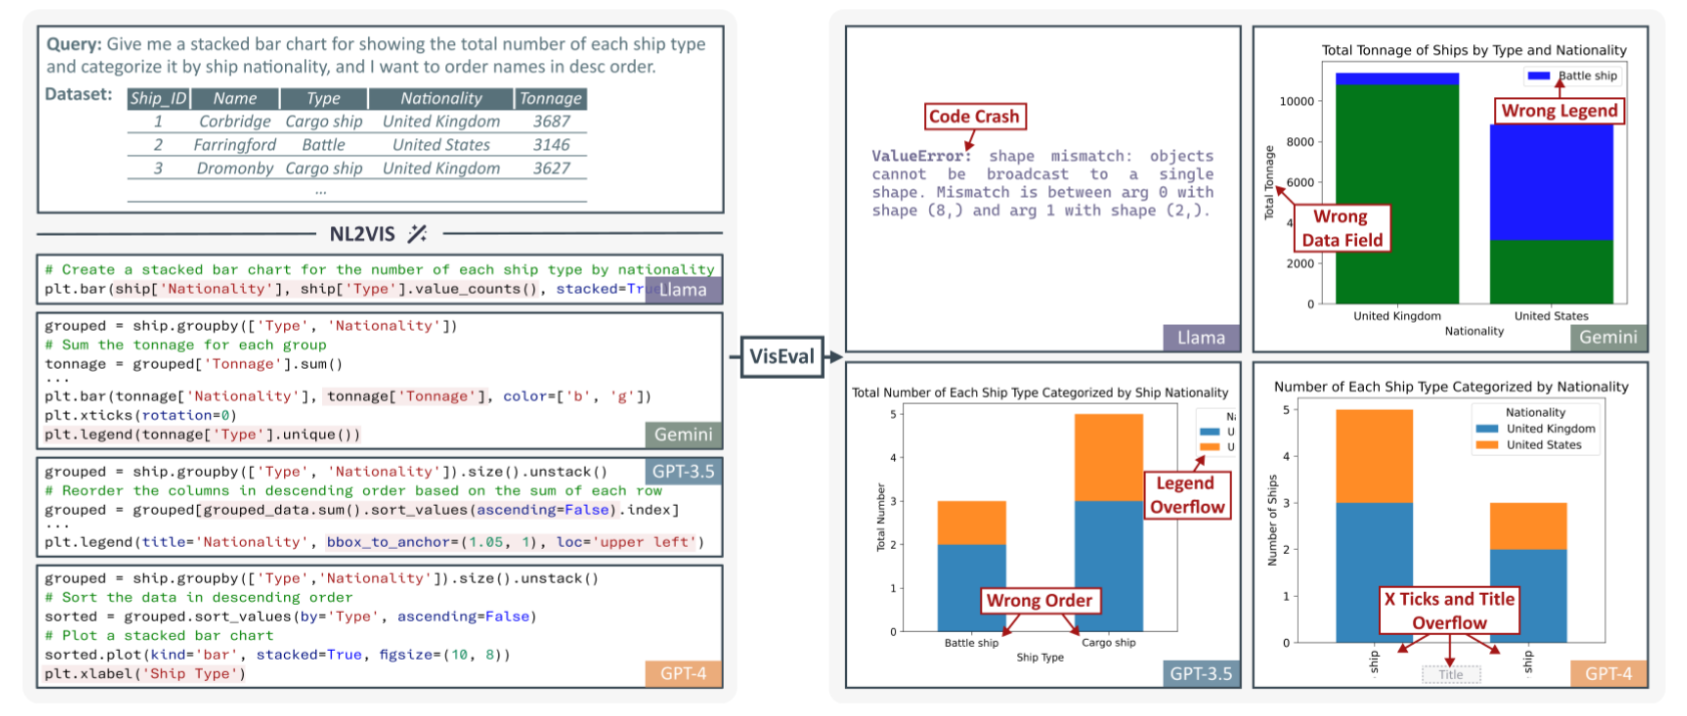 Query: Give me a stacked bar chart for showing the total number of each ship type
and categorize it by ship nationality, and I want to order names in desc order.
Dataset:
Ship_ID Name Type Nationality Tonnage
1 Corbridge Cargo ship United Kingdom 3687
2 Farringford Battle United States 3146
3 Dromonby Cargo ship United Kingdom 3627
...
NL2VIS
# Create a stacked bar chart for the number of each ship type by nationality
plt.bar(ship['Nationality'], ship['Type'].value_counts(), stacked=Tru
Llama
grouped = ship.groupby(['Type', 'Nationality'])
# Sum the tonnage for each group
tonnage = grouped['Tonnage'].sum()
...
plt.bar(tonnage['Nationality'], tonnage['Tonnage'], color=['b', 'g'])
plt.xticks(rotation=0)
plt.legend(tonnage['Type'].unique())
Gemini
grouped = ship.groupby(['Type', 'Nationality']).size().unstack()
GPT-3.5
# Reorder the columns in descending order based on the sum of each row
grouped = grouped[grouped_data.sum().sort_values(ascending=False).index]
...
plt.legend(title='Nationality', bbox_to_anchor=(1.05, 1), loc='upper left')
grouped = ship.groupby(['Type','Nationality']).size().unstack()
# Sort the data in descending order
sorted = grouped.sort_values(by='Type', ascending=False)
# Plot a stacked bar chart
sorted.plot(kind='bar', stacked=True, figsize=(10, 8))
plt.xlabel('Ship Type')
GPT-4
VisEval
Code Crash
ValueError: shape mismatch: objects
cannot be broadcast to a single
shape. Mismatch is between arg 0 with
shape (8,) and arg 1 with shape (2,).
Llama
Total Tonnage of Ships by Type and Nationality
Battle ship
Wrong Legend
10000
8000
6000
4
2000
0
Total Tonnage
Wrong
Data Field
United Kingdom
United States
Nationality
Gemini
Total Number of Each Ship Type Categorized by Ship Nationality
5
4
3
2
1
0
Total Number
U
U
Legend
Overflow
Wrong Order
Battle ship
Cargo ship
Ship Type
GPT-3.5
Number of Each Ship Type Categorized by Nationality
5
4
3
2
1
0
Number of Ships
Nationality
United Kingdom
United States
X Ticks and Title
Overflow
ship
ship
Title
GPT-4